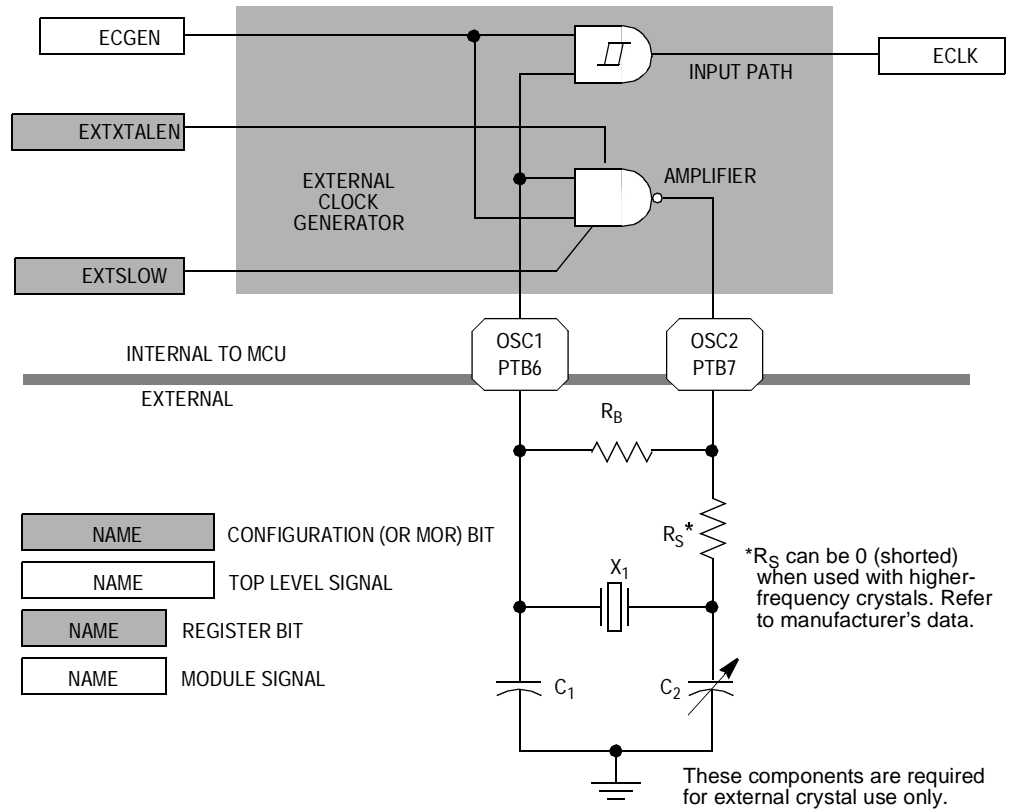 ECGEN
ECLK
INPUT PATH
EXTXTALEN
AMPLIFIER
EXTERNAL
CLOCK
GENERATOR
EXTSLOW
OSC1
PTB6
OSC2
PTB7
INTERNAL TO MCU
EXTERNAL
RB
RS*
X1
C1
C2
*RS can be 0 (shorted)
when used with higher-
frequency crystals. Refer
to manufacturer's data.
NAME CONFIGURATION (OR MOR) BIT
NAME TOP LEVEL SIGNAL
NAME REGISTER BIT
NAME MODULE SIGNAL
These components are required
for external crystal use only.